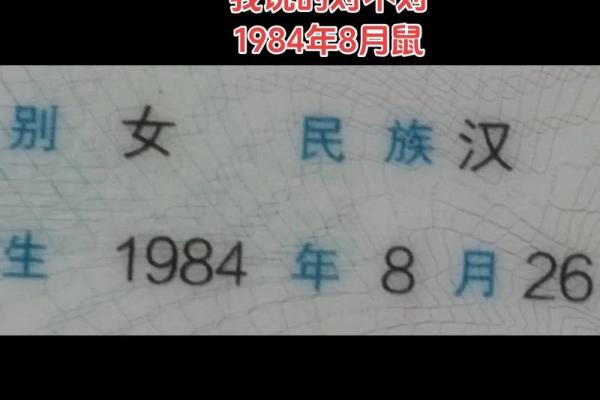 我说的对不对
1984年8月鼠
别 女 民 族 汉
生 1984 年 8 月 26